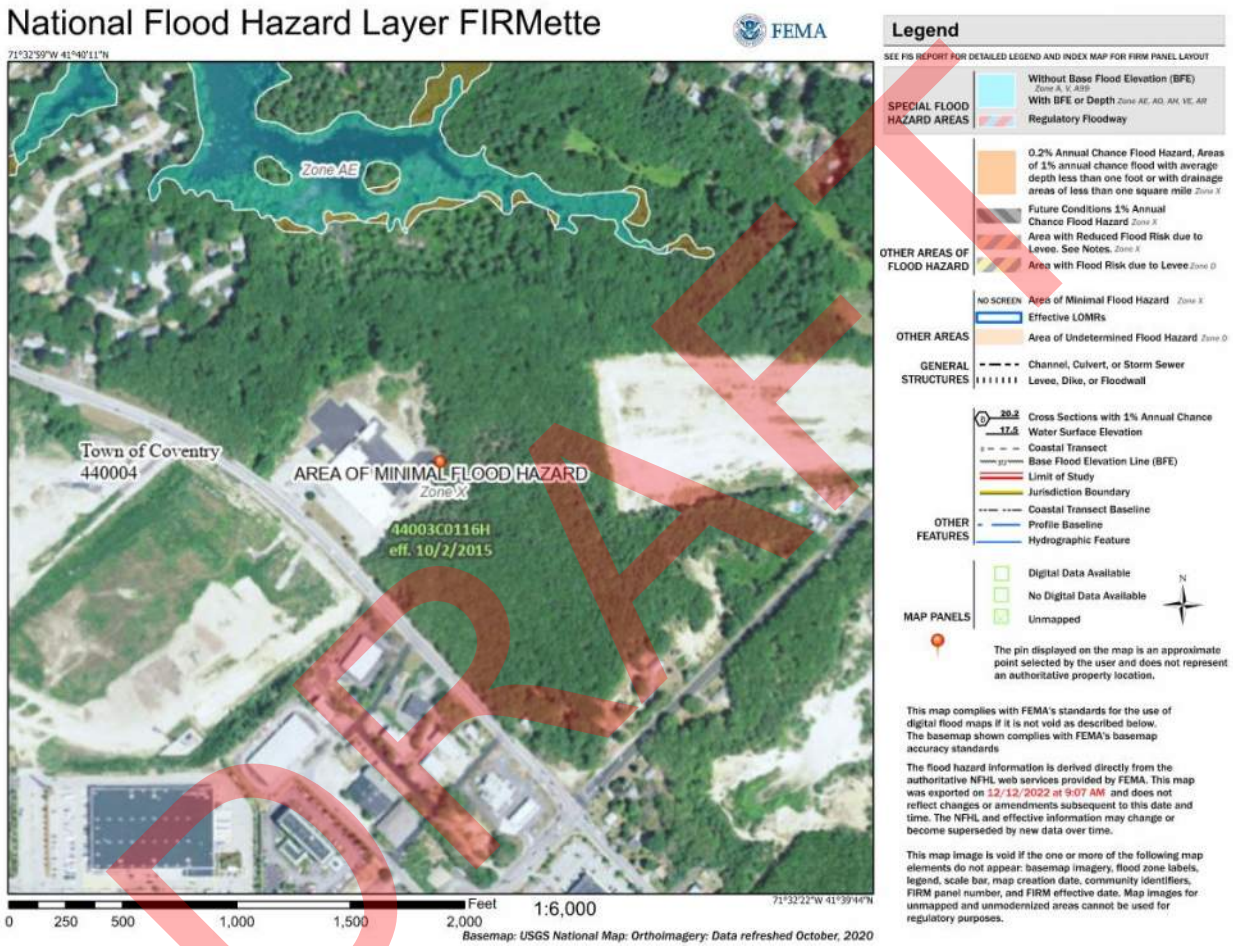 National Flood Hazard Layer FIRMette
FEMA
71°32'59"W 41°40'11"N
Zone AE
Town of Coventry
440004
AREA OF MINIMAL FLOOD HAZARD
Zone X
44003C0116H
eff. 10/2/2015
DRAFT
0 250 500 1,000 1,500 2,000 Feet 1:6,000
71°32'22"W 41°39'44"N
Basemap: USGS National Map: Orthoimagery: Data refreshed October, 2020
Legend
SEE FIS REPORT FOR DETAILED LEGEND AND INDEX MAP FOR FIRM PANEL LAYOUT
SPECIAL FLOOD
HAZARD AREAS
Without Base Flood Elevation (BFE)
Zone A, V, A99
With BFE or Depth Zone AE, AO, AH, VE, AR
Regulatory Floodway
OTHER AREAS OF
FLOOD HAZARD
0.2% Annual Chance Flood Hazard, Areas
of 1% annual chance flood with average
depth less than one foot or with drainage
areas of less than one square mile Zone X
Future Conditions 1% Annual
Chance Flood Hazard Zone X
Area with Reduced Flood Risk due to
Levee. See Notes. Zone X
Area with Flood Risk due to Levee Zone D
OTHER AREAS
NO SCREEN Area of Minimal Flood Hazard Zone X
Effective LOMRs
Area of Undetermined Flood Hazard Zone D
GENERAL
STRUCTURES
Channel, Culvert, or Storm Sewer
Levee, Dike, or Floodwall
OTHER
FEATURES
B 20.2 Cross Sections with 1% Annual Chance
17.5 Water Surface Elevation
Coastal Transect
Base Flood Elevation Line (BFE)
Limit of Study
Jurisdiction Boundary
Coastal Transect Baseline
Profile Baseline
Hydrographic Feature
MAP PANELS
Digital Data Available
No Digital Data Available
Unmapped
N
The pin displayed on the map is an approximate
point selected by the user and does not represent
an authoritative property location.
This map complies with FEMA's standards for the use of
digital flood maps if it is not void as described below.
The basemap shown complies with FEMA's basemap
accuracy standards
The flood hazard information is derived directly from the
authoritative NFHL web services provided by FEMA. This map
was exported on 12/12/2022 at 9:07 AM and does not
reflect changes or amendments subsequent to this date and
time. The NFHL and effective information may change or
become superseded by new data over time.
This map image is void if the one or more of the following map
elements do not appear: basemap imagery, flood zone labels,
legend, scale bar, map creation date, community identifiers,
FIRM panel number, and FIRM effective date. Map images for
unmapped and unmodernized areas cannot be used for
regulatory purposes.